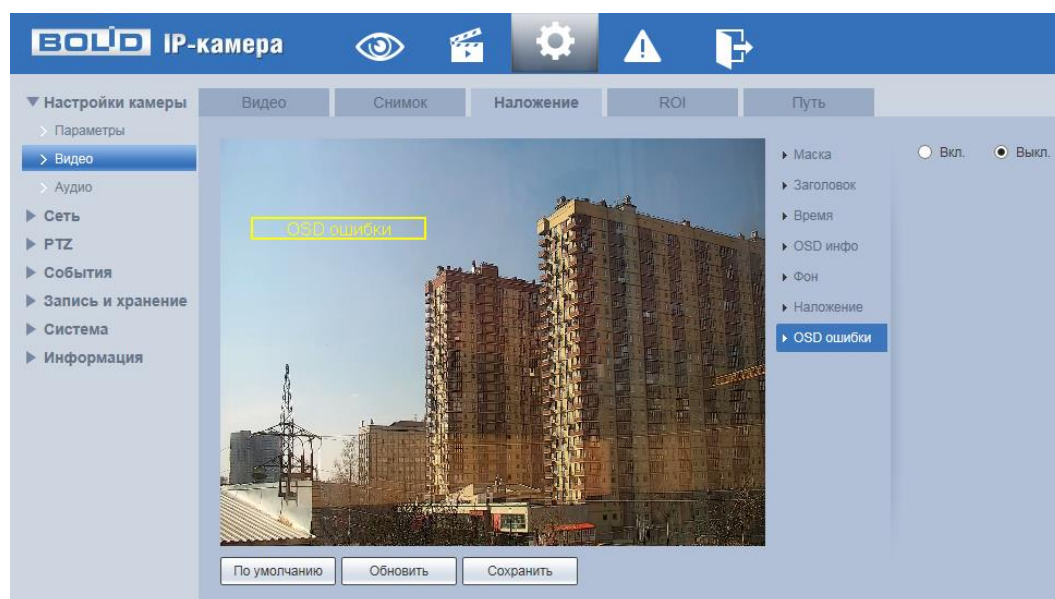 BOLID IP-камера
Настройки камеры
Параметры
Видео
Аудио
Сеть
PTZ
События
Запись и хранение
Система
Информация
Видео Снимок Наложение ROI Путь
OSD ошибки
Маска
Заголовок
Время
OSD инфо
Фон
Наложение
OSD ошибки
Вкл. Выкл.
По умолчанию Обновить Сохранить